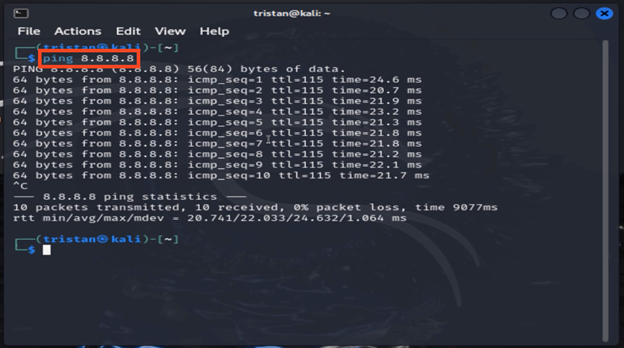 tristan@kali: ~
File Actions Edit View Help
┌──(tristan㉿kali)-[~]
└─$ ping 8.8.8.8
PING 8.8.8.8 (8.8.8.8) 56(84) bytes of data.
64 bytes from 8.8.8.8: icmp_seq=1 ttl=115 time=24.6 ms
64 bytes from 8.8.8.8: icmp_seq=2 ttl=115 time=20.7 ms
64 bytes from 8.8.8.8: icmp_seq=3 ttl=115 time=21.9 ms
64 bytes from 8.8.8.8: icmp_seq=4 ttl=115 time=23.2 ms
64 bytes from 8.8.8.8: icmp_seq=5 ttl=115 time=21.3 ms
64 bytes from 8.8.8.8: icmp_seq=6 ttl=115 time=21.8 ms
64 bytes from 8.8.8.8: icmp_seq=7 ttl=115 time=21.8 ms
64 bytes from 8.8.8.8: icmp_seq=8 ttl=115 time=21.2 ms
64 bytes from 8.8.8.8: icmp_seq=9 ttl=115 time=22.1 ms
64 bytes from 8.8.8.8: icmp_seq=10 ttl=115 time=21.7 ms
^C
--- 8.8.8.8 ping statistics ---
10 packets transmitted, 10 received, 0% packet loss, time 9077ms
rtt min/avg/max/mdev = 20.741/22.033/24.632/1.064 ms
┌──(tristan㉿kali)-[~]
└─$